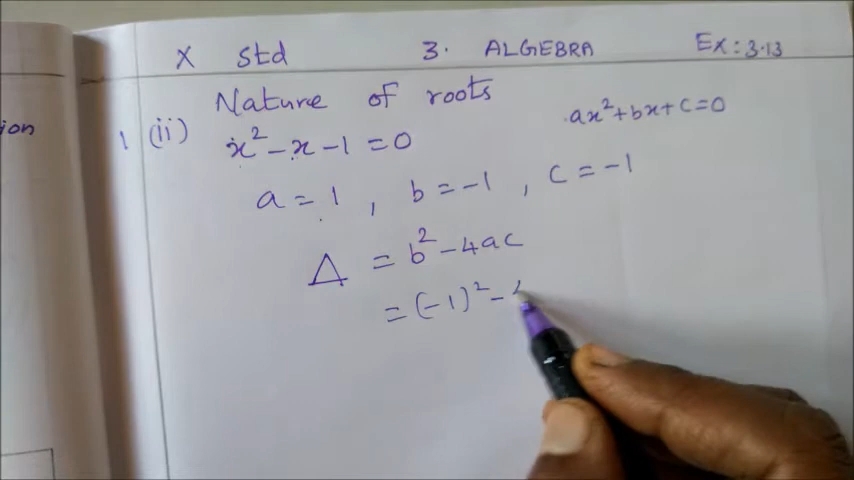 ion
X std 3. ALGEBRA Ex: 3.13
Nature of roots
1 (ii) x² - x - 1 = 0 ax² + bx + c = 0
a = 1 , b = -1 , c = -1
Δ = b² - 4ac
= (-1)² -